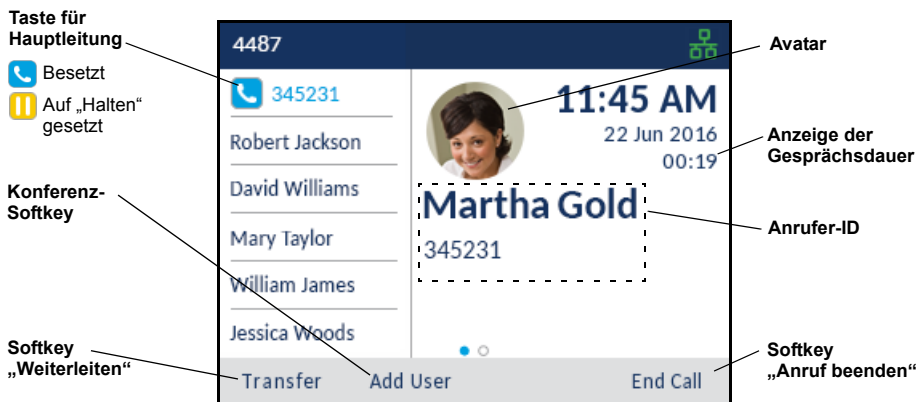 Taste für
Hauptleitung
Besetzt
Auf „Halten“
gesetzt
Konferenz-
Softkey
Softkey
„Weiterleiten“
4487
345231
Robert Jackson
David Williams
Mary Taylor
William James
Jessica Woods
11:45 AM
22 Jun 2016
00:19
Martha Gold
345231
Transfer
Add User
End Call
Avatar
Anzeige der
Gesprächsdauer
Anrufer-ID
Softkey
„Anruf beenden“